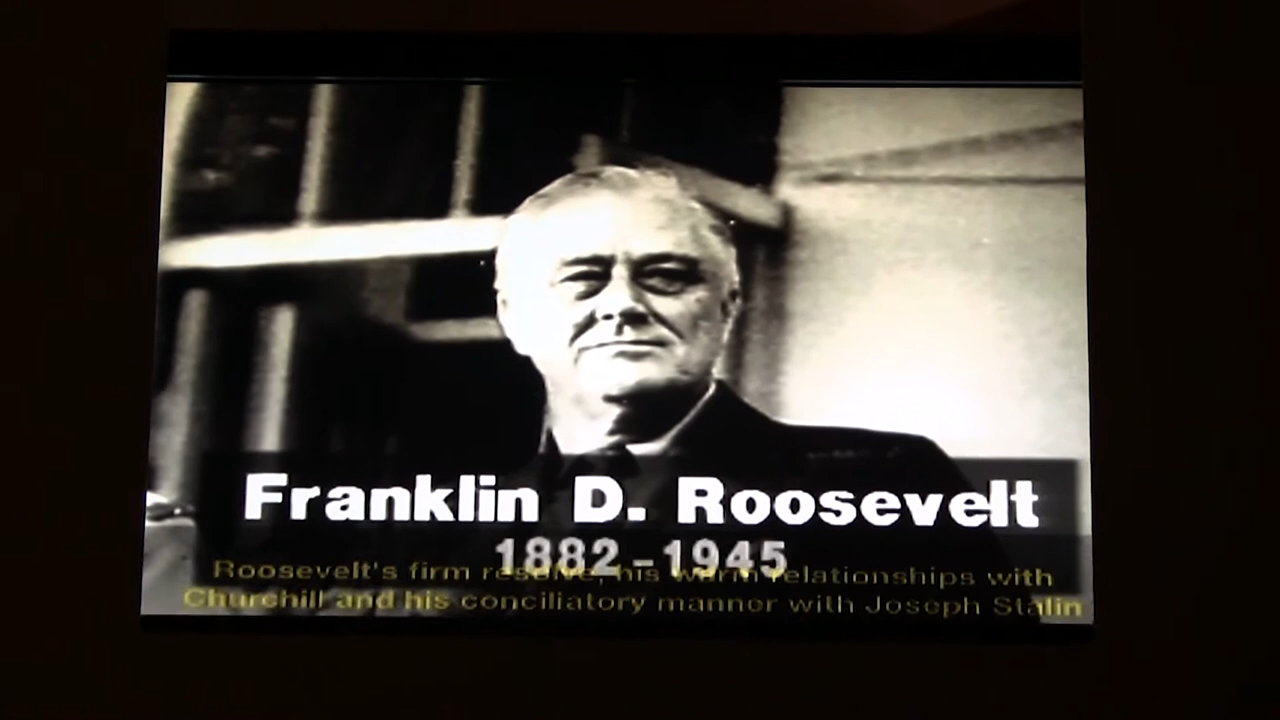 Franklin D. Roosevelt
1882-1945
Roosevelt's firm resolve, his warm relationships with
Churchill and his conciliatory manner with Joseph Stalin